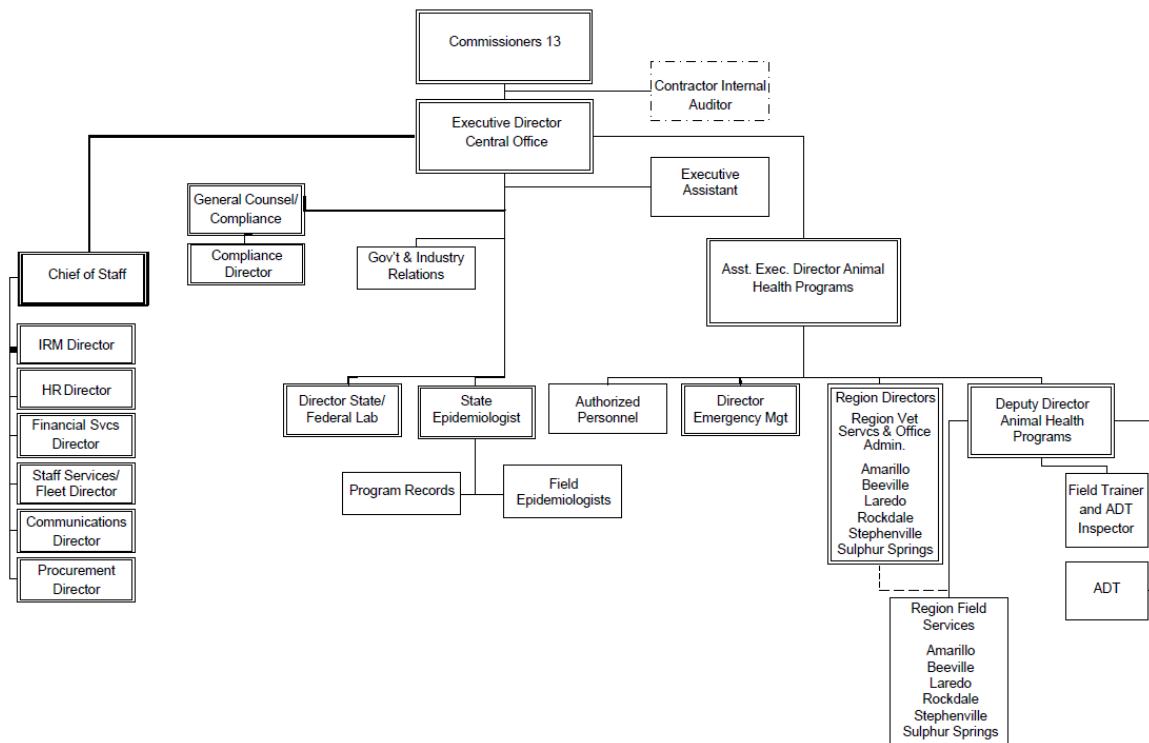 Commissioners 13
Contractor Internal
Auditor
Executive Director
Central Office
Executive
Assistant
General Counsel/
Compliance
Compliance
Director
Gov't & Industry
Relations
Chief of Staff
Asst. Exec. Director Animal
Health Programs
IRM Director
HR Director
Financial Svcs
Director
Staff Services/
Fleet Director
Communications
Director
Procurement
Director
Director State/
Federal Lab
State
Epidemiologist
Program Records
Field
Epidemiologists
Authorized
Personnel
Director
Emergency Mgt
Region Directors
Region Vet
Servcs & Office
Admin.
Amarillo
Beeville
Laredo
Rockdale
Stephenville
Sulphur Springs
Deputy Director
Animal Health
Programs
Field Trainer
and ADT
Inspector
ADT
Region Field
Services
Amarillo
Beeville
Laredo
Rockdale
Stephenville
Sulphur Springs